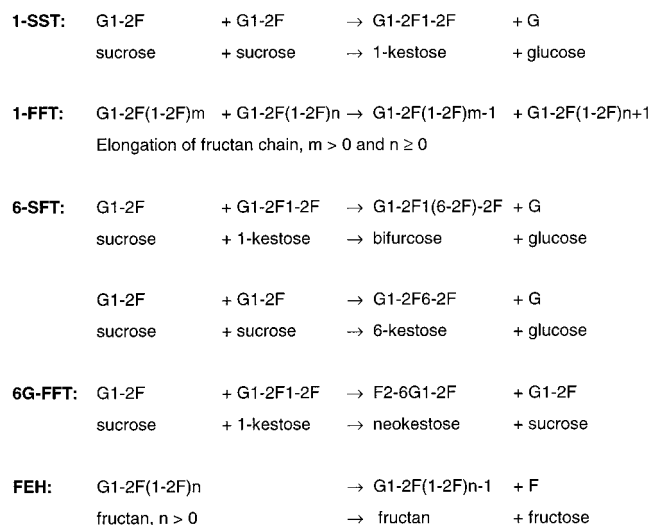 1-SST: G1-2F + G1-2F → G1-2F1-2F + G
sucrose + sucrose → 1-kestose + glucose
1-FFT: G1-2F(1-2F)m + G1-2F(1-2F)n → G1-2F(1-2F)m-1 + G1-2F(1-2F)n+1
Elongation of fructan chain, m > 0 and n ≥ 0
6-SFT: G1-2F + G1-2F1-2F → G1-2F1(6-2F)-2F + G
sucrose + 1-kestose → bifurcose + glucose
G1-2F + G1-2F → G1-2F6-2F + G
sucrose + sucrose → 6-kestose + glucose
6G-FFT: G1-2F + G1-2F1-2F → F2-6G1-2F + G1-2F
sucrose + 1-kestose → neokestose + sucrose
FEH: G1-2F(1-2F)n → G1-2F(1-2F)n-1 + F
fructan, n > 0 → fructan + fructose